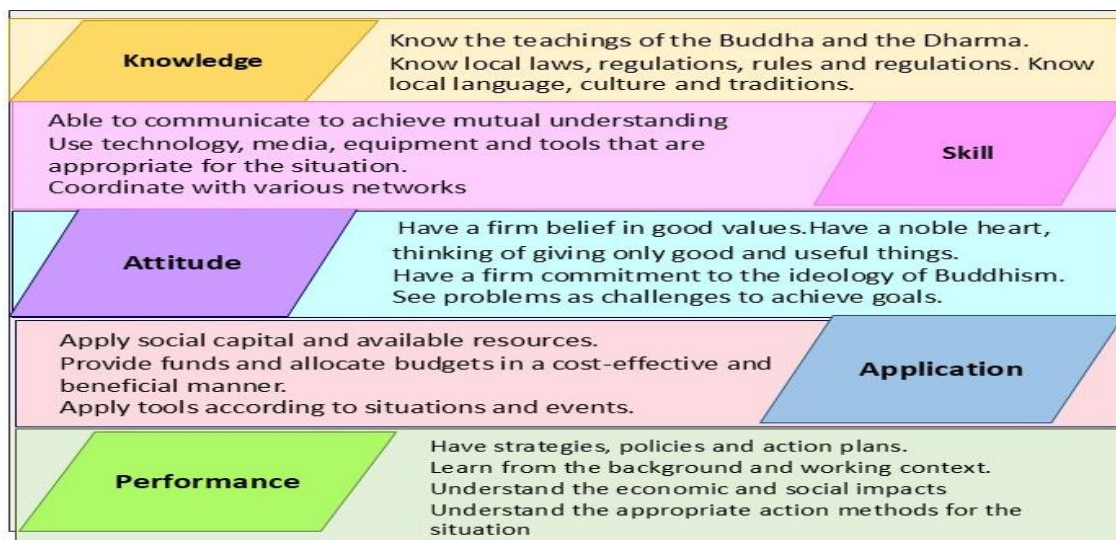 Knowledge
Know the teachings of the Buddha and the Dharma.
Know local laws, regulations, rules and regulations. Know
local language, culture and traditions.
Able to communicate to achieve mutual understanding
Use technology, media, equipment and tools that are
appropriate for the situation.
Coordinate with various networks
Skill
Attitude
Have a firm belief in good values.Have a noble heart,
thinking of giving only good and useful things.
Have a firm commitment to the ideology of Buddhism.
See problems as challenges to achieve goals.
Apply social capital and available resources.
Provide funds and allocate budgets in a cost-effective and
beneficial manner.
Apply tools according to situations and events.
Application
Performance
Have strategies, policies and action plans.
Learn from the background and working context.
Understand the economic and social impacts
Understand the appropriate action methods for the
situation